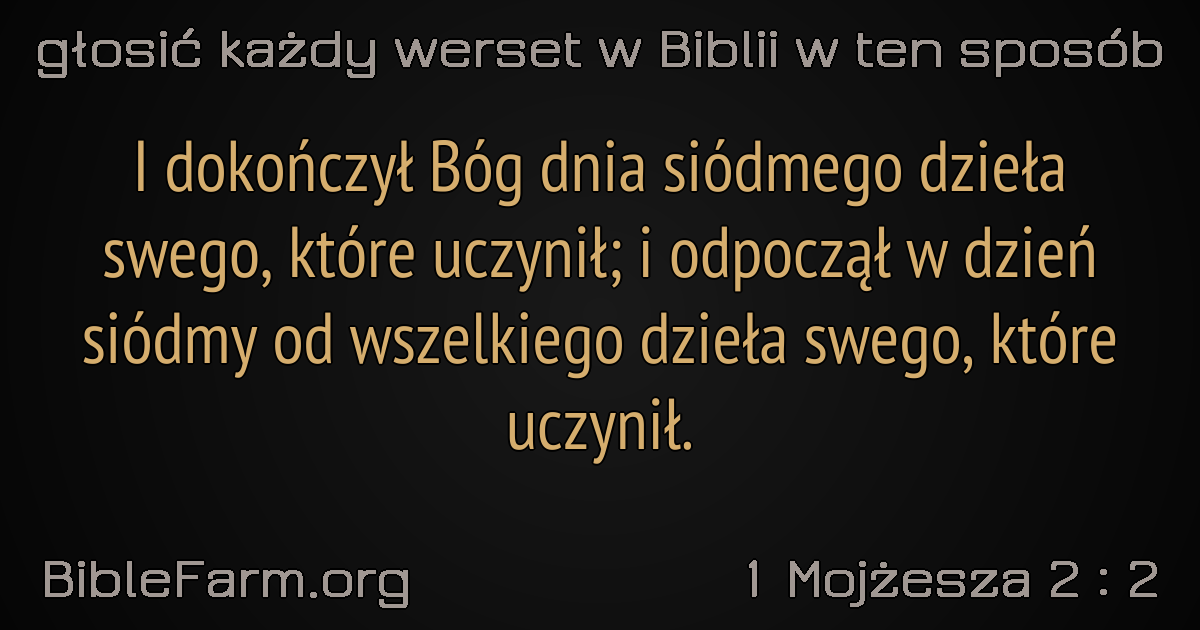 głosić każdy werset w Biblii w ten sposób
I dokończył Bóg dnia siódmego dzieła
swego, które uczynił; i odpoczął w dzień
siódmy od wszelkiego dzieła swego, które
uczynił.
BibleFarm.org
1 Mojżesza 2 : 2